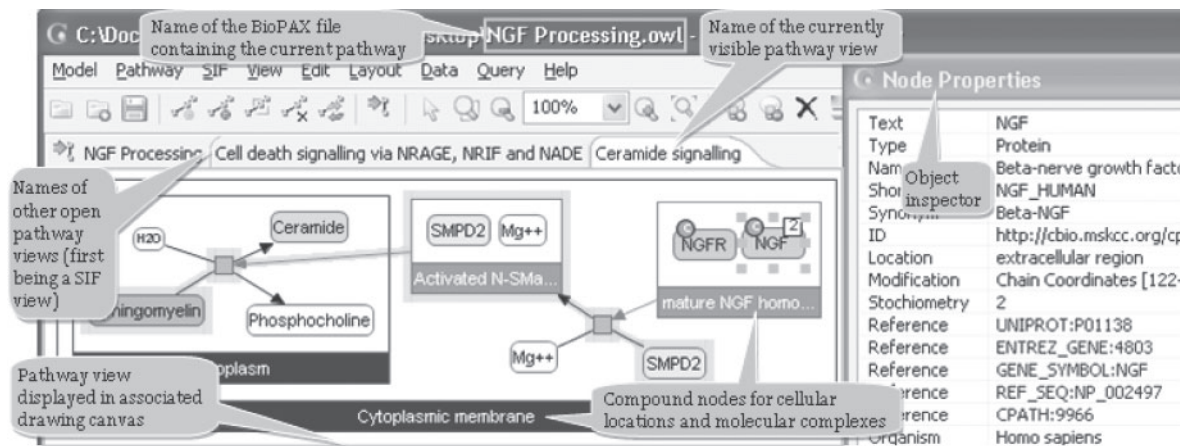 Name of the BioPAX file
containing the current pathway
Name of the currently
visible pathway view
C:\Doc
NGF Processing.owl -
Model Pathway SIF View Edit Layout Data Query Help
100%
NGF Processing
Cell death signalling via NRAGE, NRIF and NADE
Ceramide signalling
Names of
other open
pathway
views (first
being a SIF
view)
H2O
Ceramide
Phosphocholine
SMPD2
Mg++
Activated N-SMa...
NGFR
NGF
2
mature NGF homo...
Mg++
SMPD2
Pathway view
displayed in associated
drawing canvas
Cytoplasmic membrane
Compound nodes for cellular
locations and molecular complexes
Node Properties
Object
inspector
Text NGF
Type Protein
Beta-nerve growth
NGF_HUMAN
Beta-NGF
ID http://cbio.mskcc.org/
Location extracellular region
Modification Chain Coordinates [122-
Stochiometry 2
Reference UNIPROT:P01138
Reference ENTREZ_GENE:4803
Reference GENE_SYMBOL:NGF
REF_SEQ:NP_002497
CPATH:9966
Organism Homo sapiens